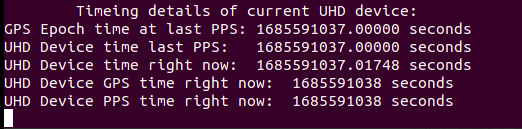 Timeing details of current UHD device:
GPS Epoch time at last PPS: 1685591037.00000 seconds
UHD Device time last PPS:   1685591037.00000 seconds
UHD Device time right now:  1685591037.01748 seconds
UHD Device GPS time right now:  1685591038 seconds
UHD Device PPS time right now:  1685591038 seconds